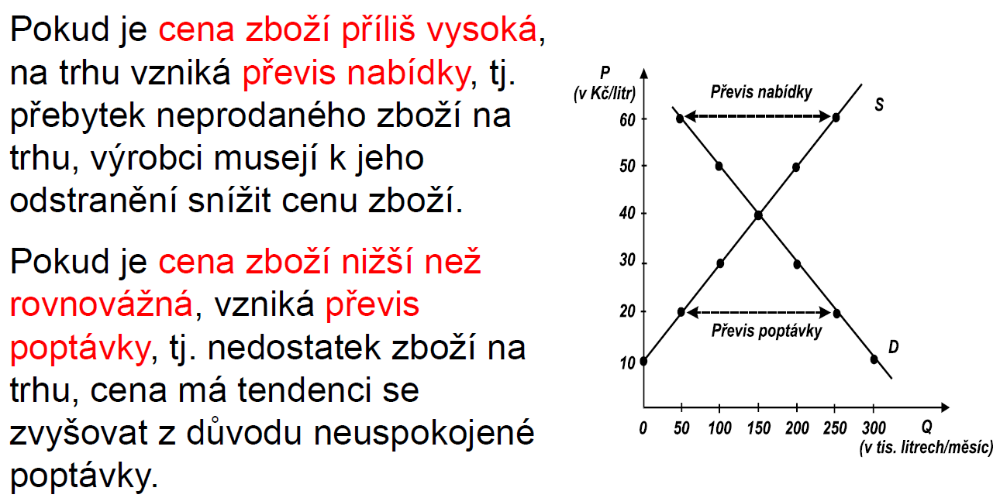 Pokud je cena zboží příliš vysoká,
na trhu vzniká převis nabídky, tj.
přebytek neprodaného zboží na
trhu, výrobci musejí k jeho
odstranění snížit cenu zboží.
Pokud je cena zboží nižší než
rovnovážná, vzniká převis
poptávky, tj. nedostatek zboží na
trhu, cena má tendenci se
zvyšovat z důvodu neuspokojené
poptávky.
P
(v Kč/litr)
Převis nabídky
S
60
50
40
30
20
Převis poptávky
D
10
0 50 100 150 200 250 300 Q
(v tis. litrech/měsíc)